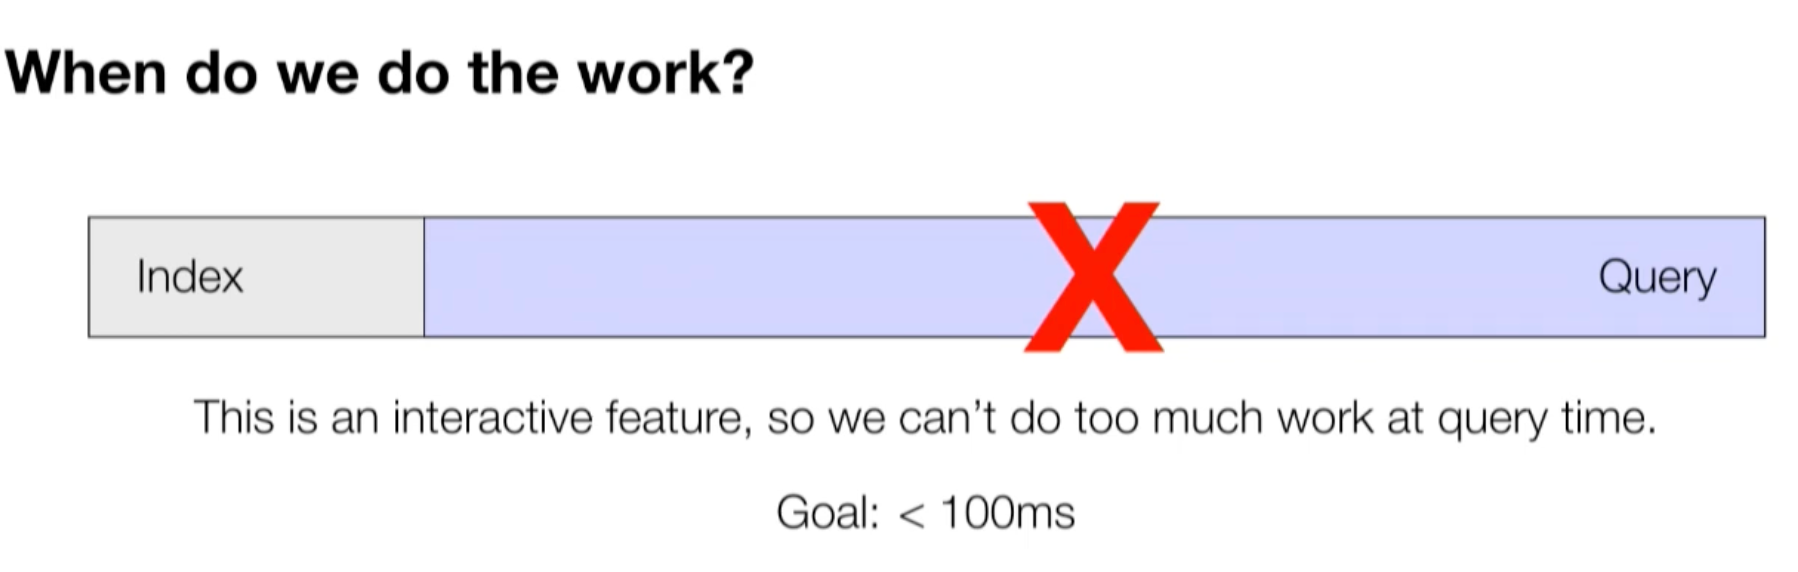 When do we do the work?
Index
Query
This is an interactive feature, so we can’t do too much work at query time.
Goal: < 100ms